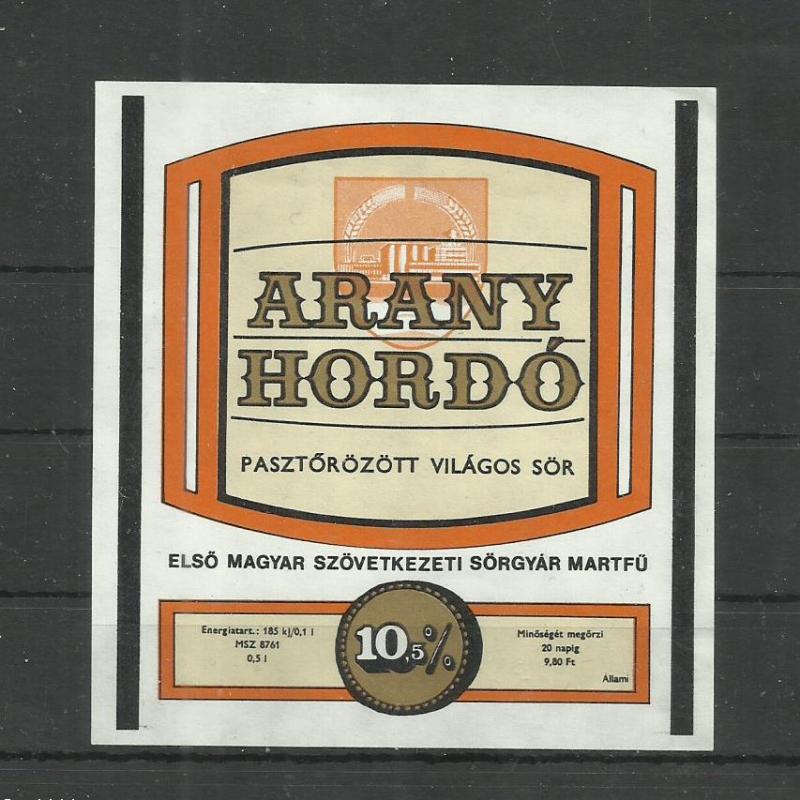 ARANY
HORDÓ
PASZTŐRÖZÖTT VILÁGOS SÖR
ELSŐ MAGYAR SZÖVETKEZETI SÖRGYÁR MARTFŰ
Energiatart.: 185 kJ/0,1 l
MSZ 8761
0,5 l
10,5%
Minőségét megőrzi
20 napig
9,80 Ft
Állami